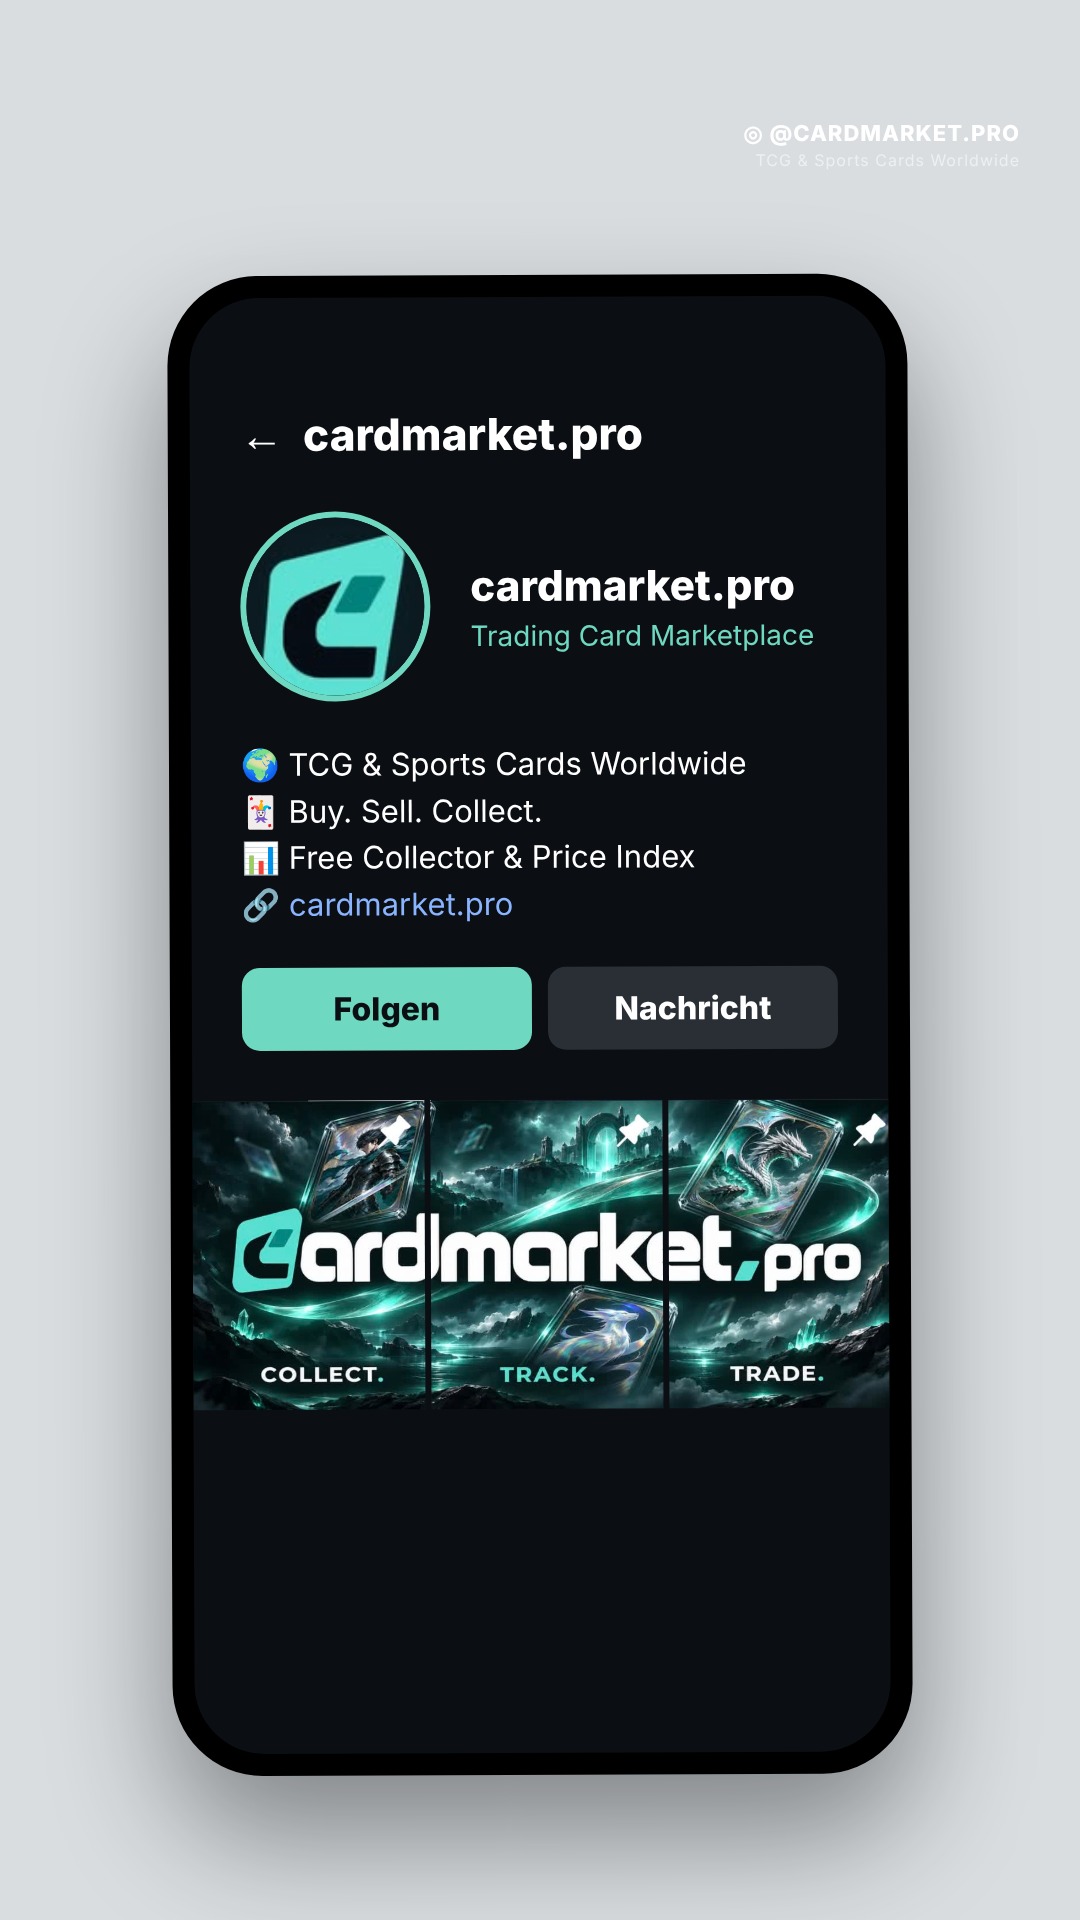 @CARDMARKET.PRO
TCG & Sports Cards Worldwide
← cardmarket.pro
cardmarket.pro
Trading Card Marketplace
TCG & Sports Cards Worldwide
Buy. Sell. Collect.
Free Collector & Price Index
cardmarket.pro
Folgen
Nachricht
cardmarket.pro
COLLECT.
TRACK.
TRADE.